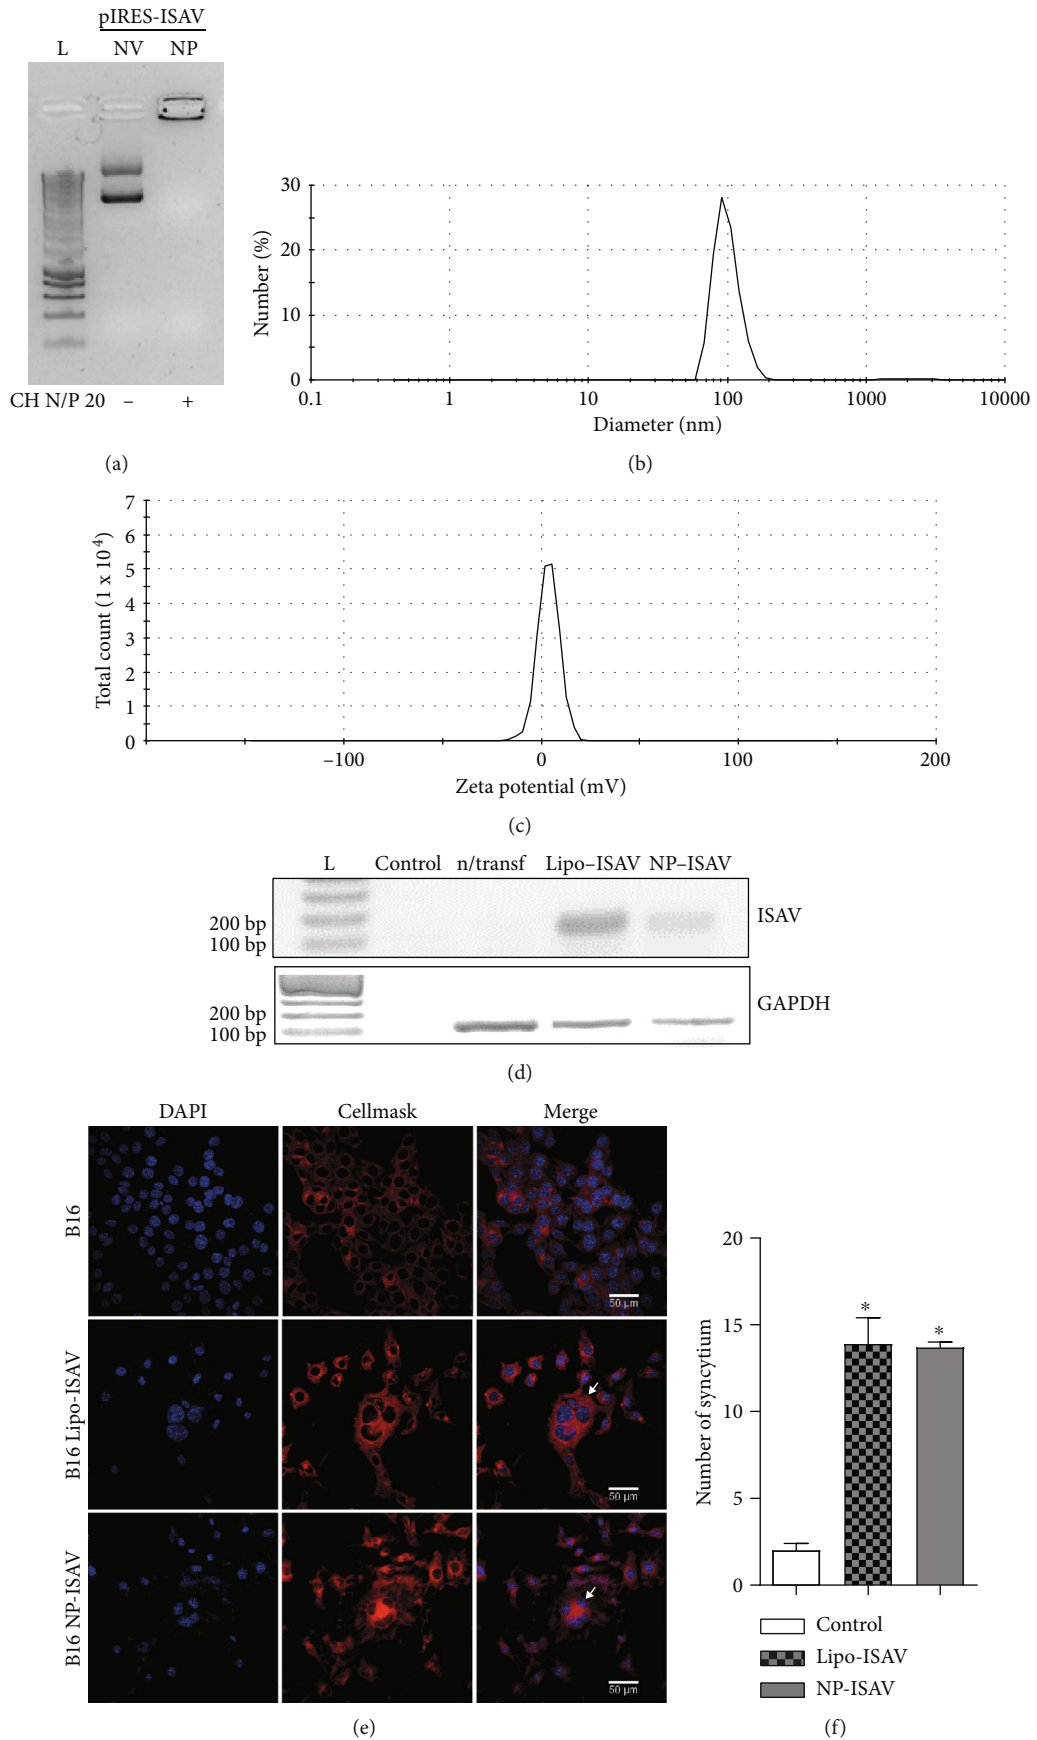 pIRES-ISAV
L NV NP
CH N/P 20 – +
(a)
30
20
10
0
Number (%)
0.1 1 10 100 1000 10000
Diameter (nm)
(b)
7
6
5
4
3
2
1
0
Total count (1 x 10⁻⁴)
–100 0 100 200
Zeta potential (mV)
(c)
L Control n/transf Lipo–ISAV NP–ISAV
200 bp
100 bp
ISAV
200 bp
100 bp
GAPDH
(d)
DAPI Cellmask Merge
B16
50 µm
B16 Lipo-ISAV
50 µm
B16 NP-ISAV
50 µm
(e)
20
15
10
5
0
Number of syncytium
* *
Control
Lipo-ISAV
NP-ISAV
(f)